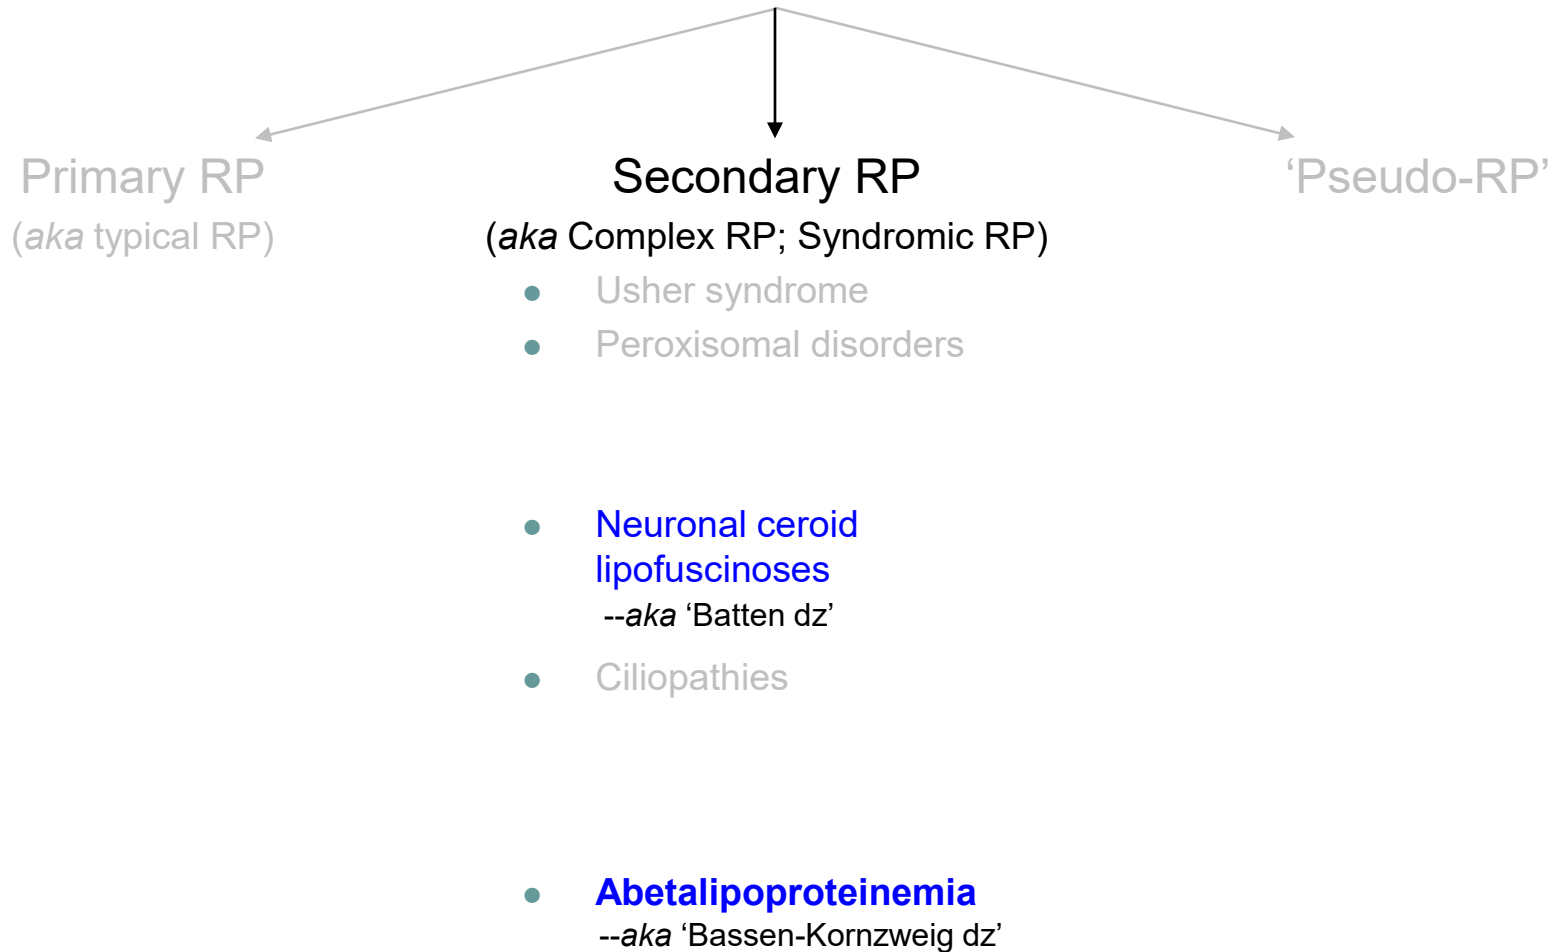 Primary RP
(aka typical RP)
Secondary RP
(aka Complex RP; Syndromic RP)
‘Pseudo-RP’
● Usher syndrome
● Peroxisomal disorders
● Neuronal ceroid
lipofuscinoses
--aka ‘Batten dz’
● Ciliopathies
● Abetalipoproteinemia
--aka ‘Bassen-Kornzweig dz’